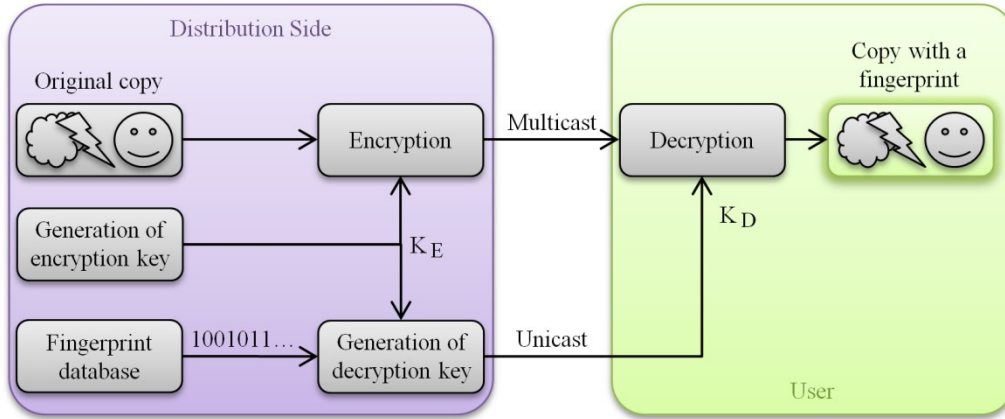 Distribution Side
Original copy
Encryption
Multicast
Decryption
Copy with a
fingerprint
Generation of
encryption key
K E
K D
Fingerprint
database
1001011...
Generation of
decryption key
Unicast
User